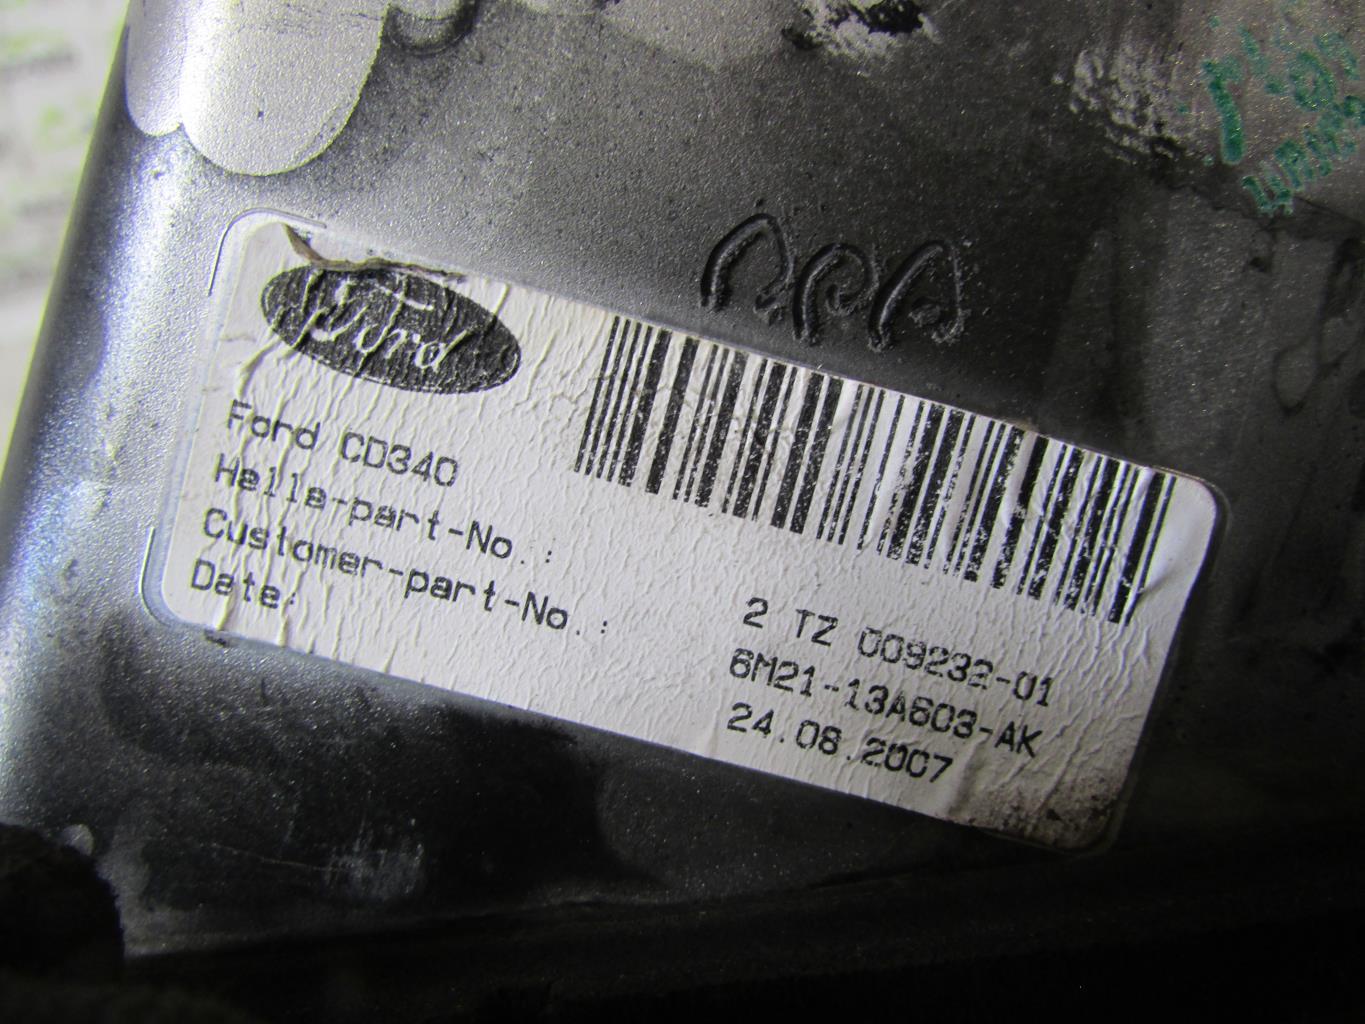 Ford
Ford CD340
Hella-part-No.:
Customer-part-No.:
Date:
2 TZ 009232-01
6M21-13A603-AK
24.08.2007